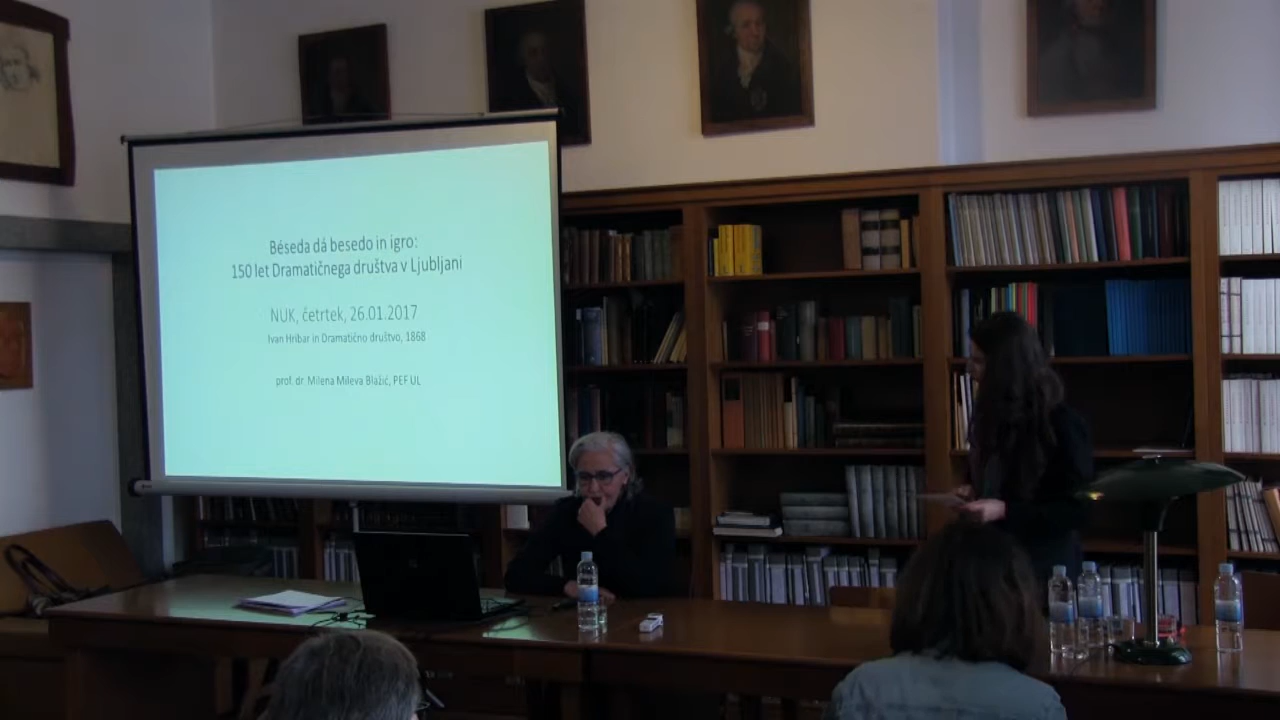 Béseda dá besedo in igro:
150 let Dramatičnega društva v Ljubljani
NUK, četrtek, 26.01.2017
Ivan Hribar in Dramatično društvo, 1868
prof. dr. Milena Mileva Blažić, PEF UL